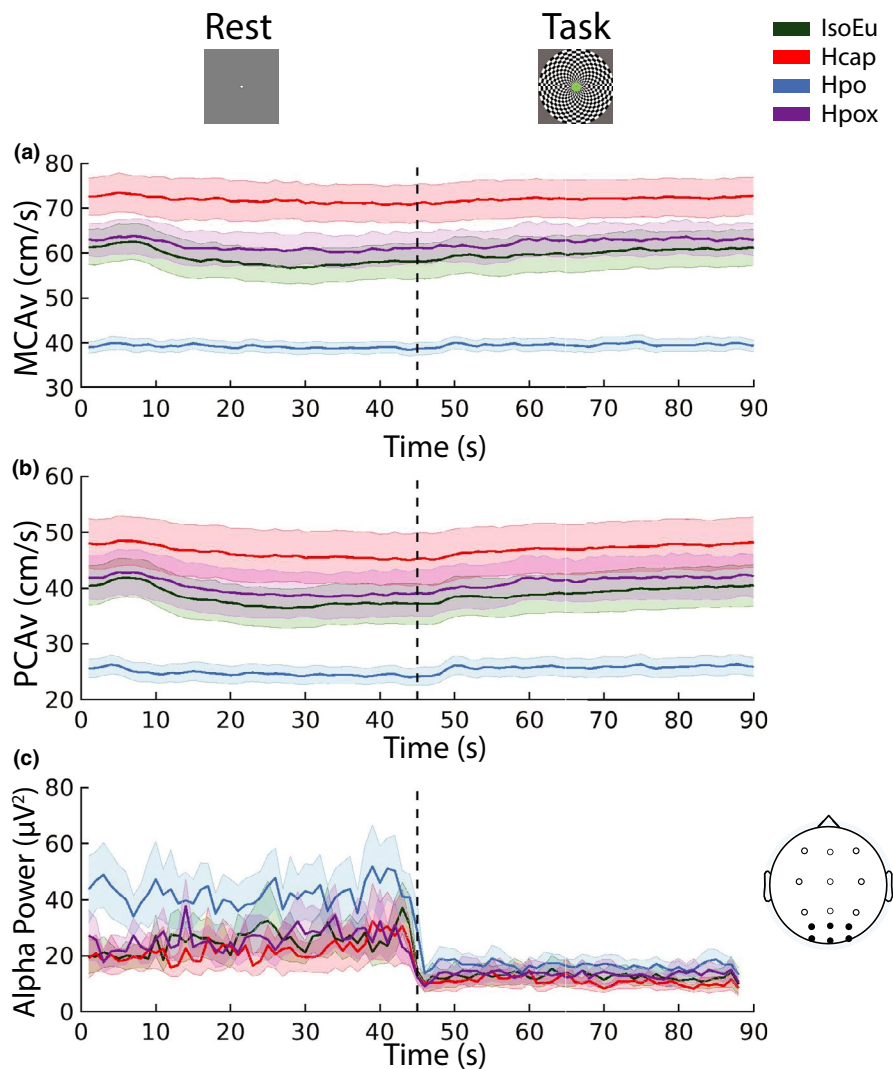 Rest Task
IsoEu
Hcap
Hpo
Hpox
(a)
MCAv (cm/s)
80
70
60
50
40
30
0 10 20 30 40 50 60 70 80 90
Time (s)
(b)
PCAv (cm/s)
60
50
40
30
20
0 10 20 30 40 50 60 70 80 90
Time (s)
(c)
Alpha Power (µV²)
80
60
40
20
0
0 10 20 30 40 50 60 70 80 90
Time (s)